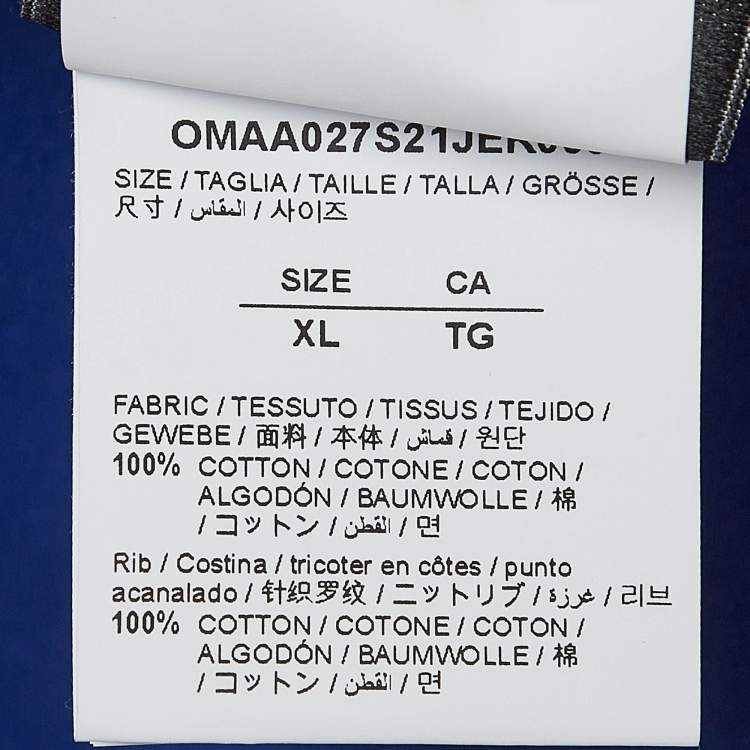 OMAA027S21JER
SIZE / TAGLIA / TAILLE / TALLA / GRÖSSE /
尺寸 / المقاس / 사이즈
SIZE CA
XL TG
FABRIC / TESSUTO / TISSUS / TEJIDO /
GEWEBE / 面料 / 本体 / قماش / 원단
100% COTTON / COTONE / COTON /
ALGODÓN / BAUMWOLLE / 棉
/ コットン / القطن / 면
Rib / Costina / tricoter en côtes / punto
acanalado / 针织罗纹 / ニットリブ / غرزة / 리브
100% COTTON / COTONE / COTON /
ALGODÓN / BAUMWOLLE / 棉
/ コットン / القطن / 면